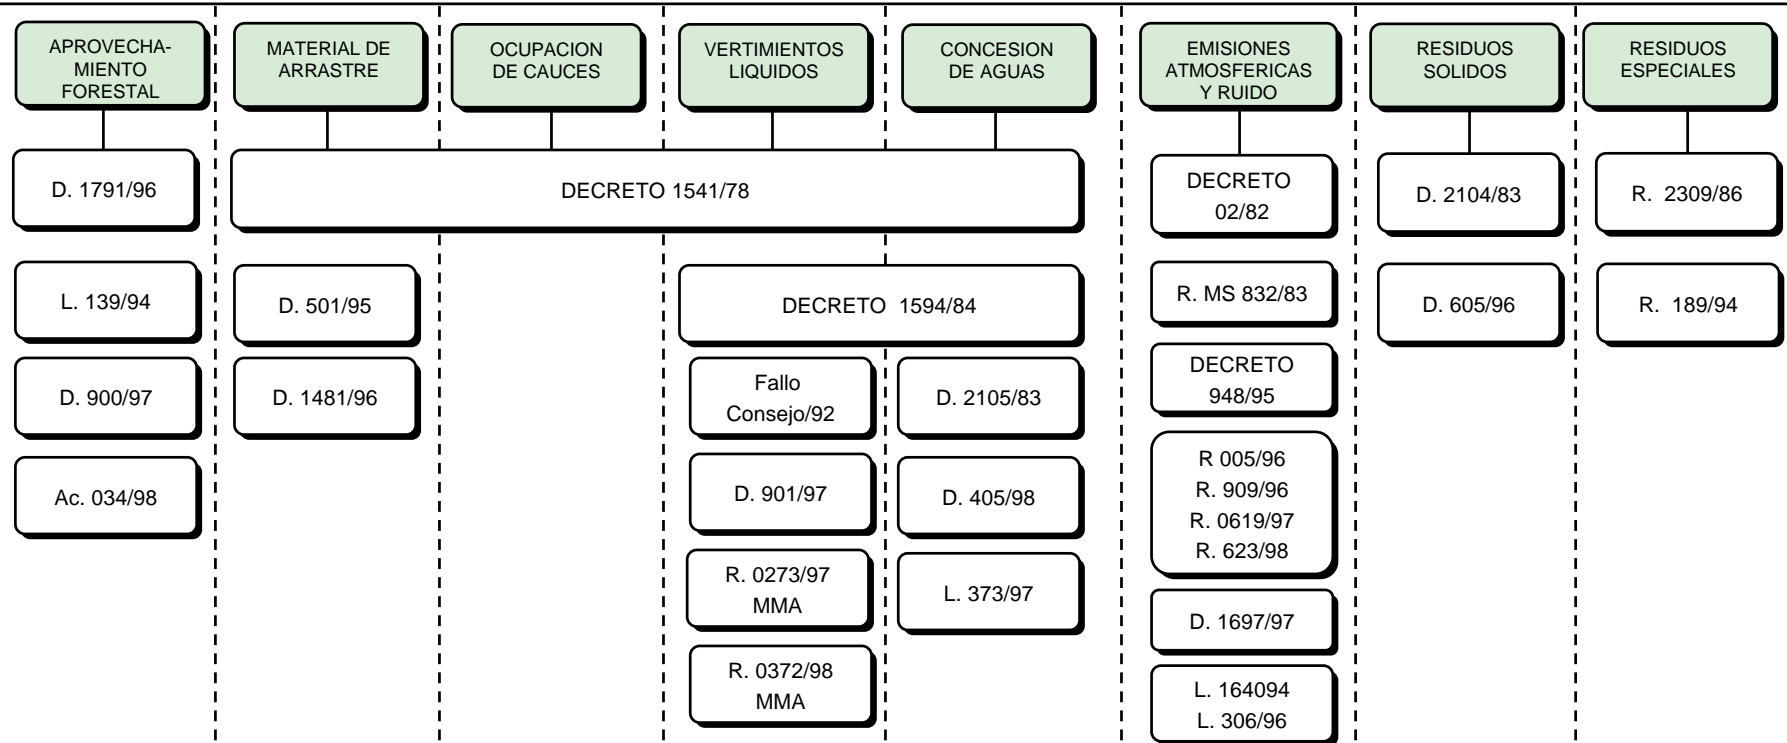 APROVECHA-
MIENTO
FORESTAL
MATERIAL DE
ARRASTRE
OCUPACION
DE CAUCES
VERTIMIENTOS
LIQUIDOS
CONCESION
DE AGUAS
EMISIONES
ATMOSFERICAS
Y RUIDO
RESIDUOS
SOLIDOS
RESIDUOS
ESPECIALES
D. 1791/96
DECRETO 1541/78
DECRETO
02/82
D. 2104/83
R. 2309/86
L. 139/94
D. 501/95
DECRETO 1594/84
R. MS 832/83
D. 605/96
R. 189/94
D. 900/97
D. 1481/96
Fallo
Consejo/92
D. 2105/83
DECRETO
948/95
Ac. 034/98
D. 901/97
D. 405/98
R 005/96
R. 909/96
R. 0619/97
R. 623/98
R. 0273/97
MMA
L. 373/97
D. 1697/97
R. 0372/98
MMA
L. 164094
L. 306/96